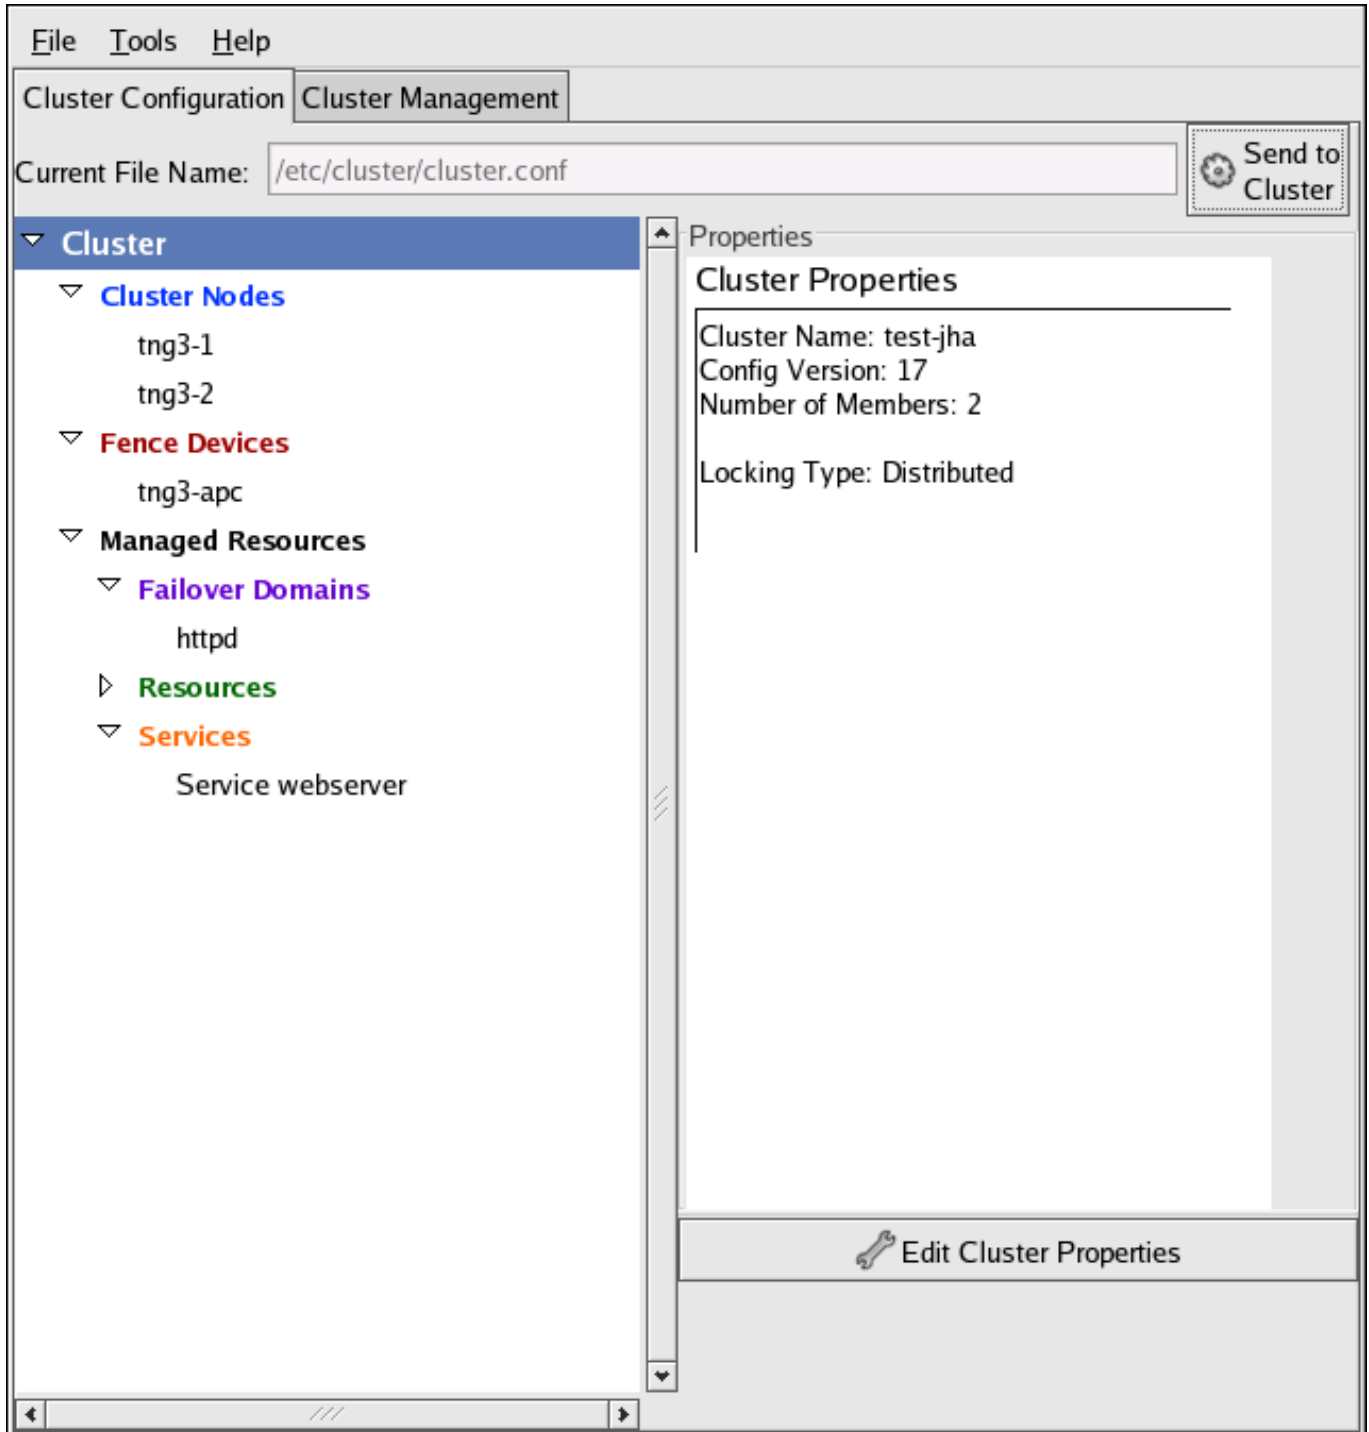 File Tools Help
Cluster Configuration Cluster Management
Current File Name: /etc/cluster/cluster.conf
Send to
Cluster
Cluster
Cluster Nodes
tng3-1
tng3-2
Fence Devices
tng3-apc
Managed Resources
Failover Domains
httpd
Resources
Services
Service webserver
Properties
Cluster Properties
Cluster Name: test-jha
Config Version: 17
Number of Members: 2
Locking Type: Distributed
Edit Cluster Properties